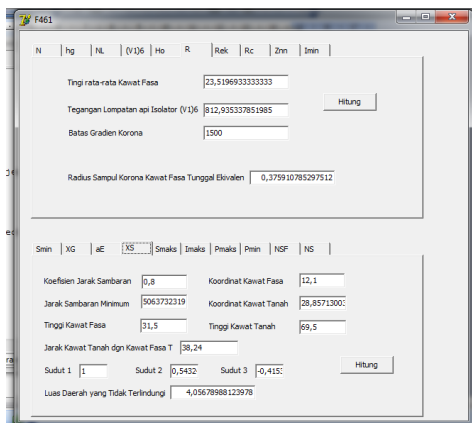 F461
N hg NL (V1)6 Ho R Rek Rc Znn Imin
Tingi rata-rata Kawat Fasa 23,5196933333333
Tegangan Lompatan api Isolator (V1)6 812,935337851985
Hitung
Batas Gradien Korona 1500
Radius Sampul Korona Kawat Fasa Tunggal Ekivalen 0,375910785297512
Smin XG aE XS Smaks Imaks Pmaks Pmin NSF NS
Koefisien Jarak Sambaran 0,8 Koordinat Kawat Fasa 12,1
Jarak Sambaran Minimum 5063732319 Koordinat Kawat Tanah 28,8571300
Tinggi Kawat Fasa 31,5 Tinggi Kawat Tanah 69,5
Jarak Kawat Tanah dgn Kawat Fasa T 38,24
Sudut 1 1 Sudut 2 0,5432 Sudut 3 -0,415 Hitung
Luas Daerah yang Tidak Terlindungi 4,05678988123978